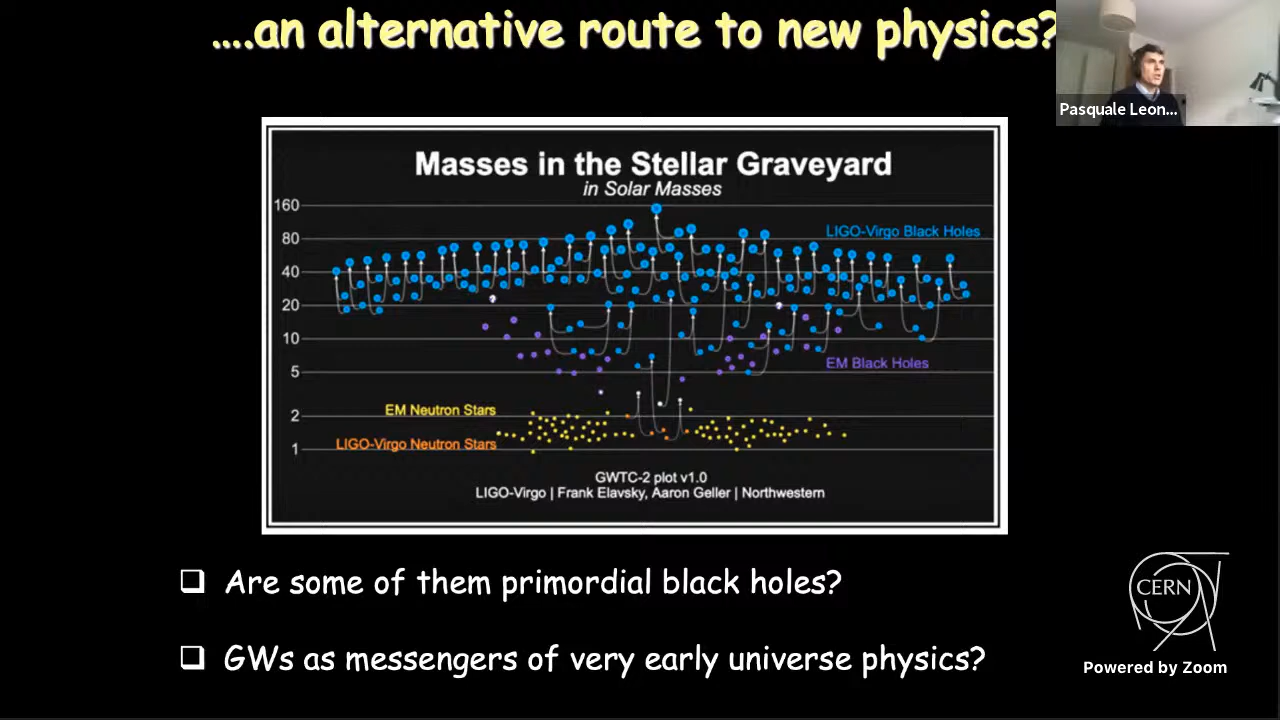 ....an alternative route to new physics?
Pasquale Leon...
Masses in the Stellar Graveyard
in Solar Masses
160
80
40
20
10
5
2
1
LIGO-Virgo Black Holes
EM Black Holes
EM Neutron Stars
LIGO-Virgo Neutron Stars
GWTC-2 plot v1.0
LIGO-Virgo | Frank Elavsky, Aaron Geller | Northwestern
Are some of them primordial black holes?
GWs as messengers of very early universe physics?
CERN
Powered by Zoom